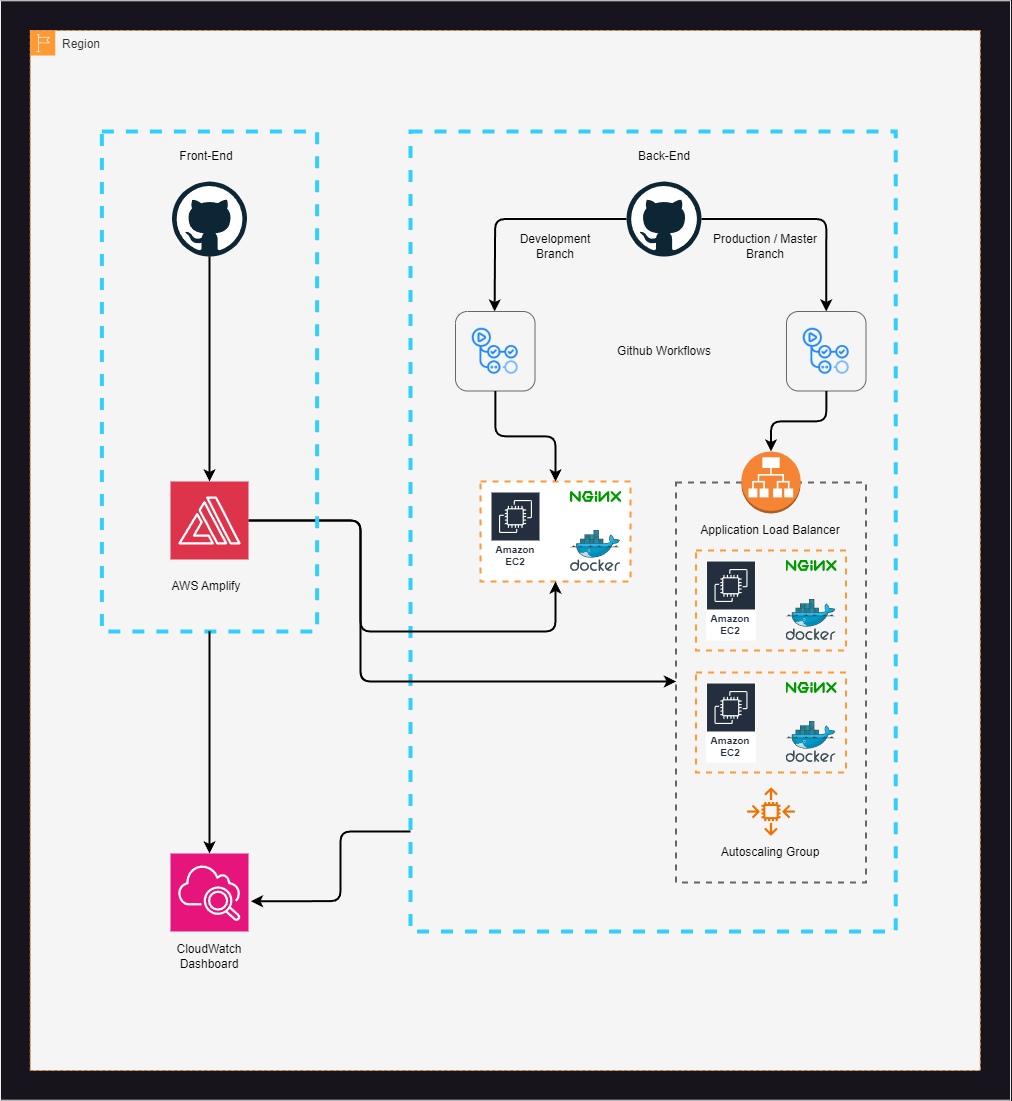 Region
Front-End
Back-End
Development
Branch
Production / Master
Branch
Github Workflows
AWS Amplify
Amazon
EC2
NGINX
docker
Application Load Balancer
Amazon
EC2
NGINX
docker
Amazon
EC2
NGINX
docker
Autoscaling Group
CloudWatch
Dashboard